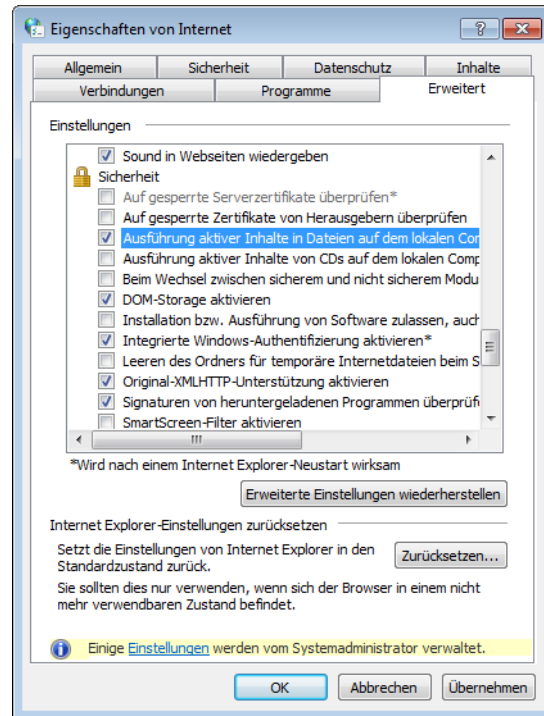 Eigenschaften von Internet
Allgemein Sicherheit Datenschutz Inhalte
Verbindungen Programme Erweitert
Einstellungen
Sound in Webseiten wiedergeben
Sicherheit
Auf gesperrte Serverzertifikate überprüfen*
Auf gesperrte Zertifikate von Herausgebern überprüfen
Ausführung aktiver Inhalte in Dateien auf dem lokalen Con
Ausführung aktiver Inhalte von CDs auf dem lokalen Comp
Beim Wechsel zwischen sicherem und nicht sicherem Modu
DOM-Storage aktivieren
Installation bzw. Ausführung von Software zulassen, auch
Integrierte Windows-Authentifizierung aktivieren*
Leeren des Ordners für temporäre Internetdateien beim S
Original-XMLHTTP-Unterstützung aktivieren
Signaturen von heruntergeladenen Programmen überprüf
SmartScreen-Filter aktivieren
*Wird nach einem Internet Explorer-Neustart wirksam
Erweiterte Einstellungen wiederherstellen
Internet Explorer-Einstellungen zurücksetzen
Setzt die Einstellungen von Internet Explorer in den
Standardzustand zurück.
Zurücksetzen...
Sie sollten dies nur verwenden, wenn sich der Browser in einem nicht
mehr verwendbaren Zustand befindet.
Einige Einstellungen werden vom Systemadministrator verwaltet.
OK Abbrechen Übernehmen